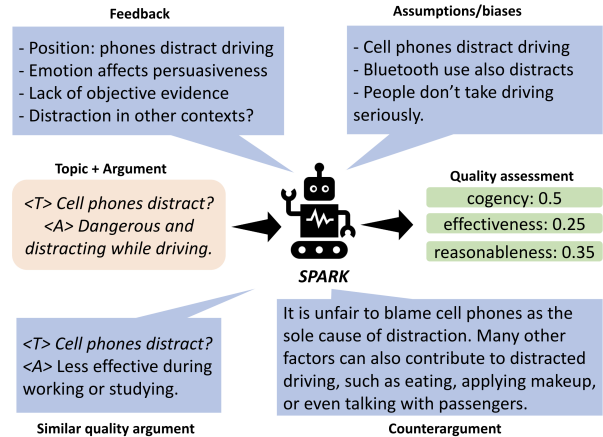 Feedback
- Position: phones distract driving
- Emotion affects persuasiveness
- Lack of objective evidence
- Distraction in other contexts?
Assumptions/biases
- Cell phones distract driving
- Bluetooth use also distracts
- People don’t take driving
seriously.
Topic + Argument
<T> Cell phones distract?
<A> Dangerous and
distracting while driving.
SPARK
Quality assessment
cogency: 0.5
effectiveness: 0.25
reasonableness: 0.35
<T> Cell phones distract?
<A> Less effective during
working or studying.
Similar quality argument
It is unfair to blame cell phones as the
sole cause of distraction. Many other
factors can also contribute to distracted
driving, such as eating, applying makeup,
or even talking with passengers.
Counterargument